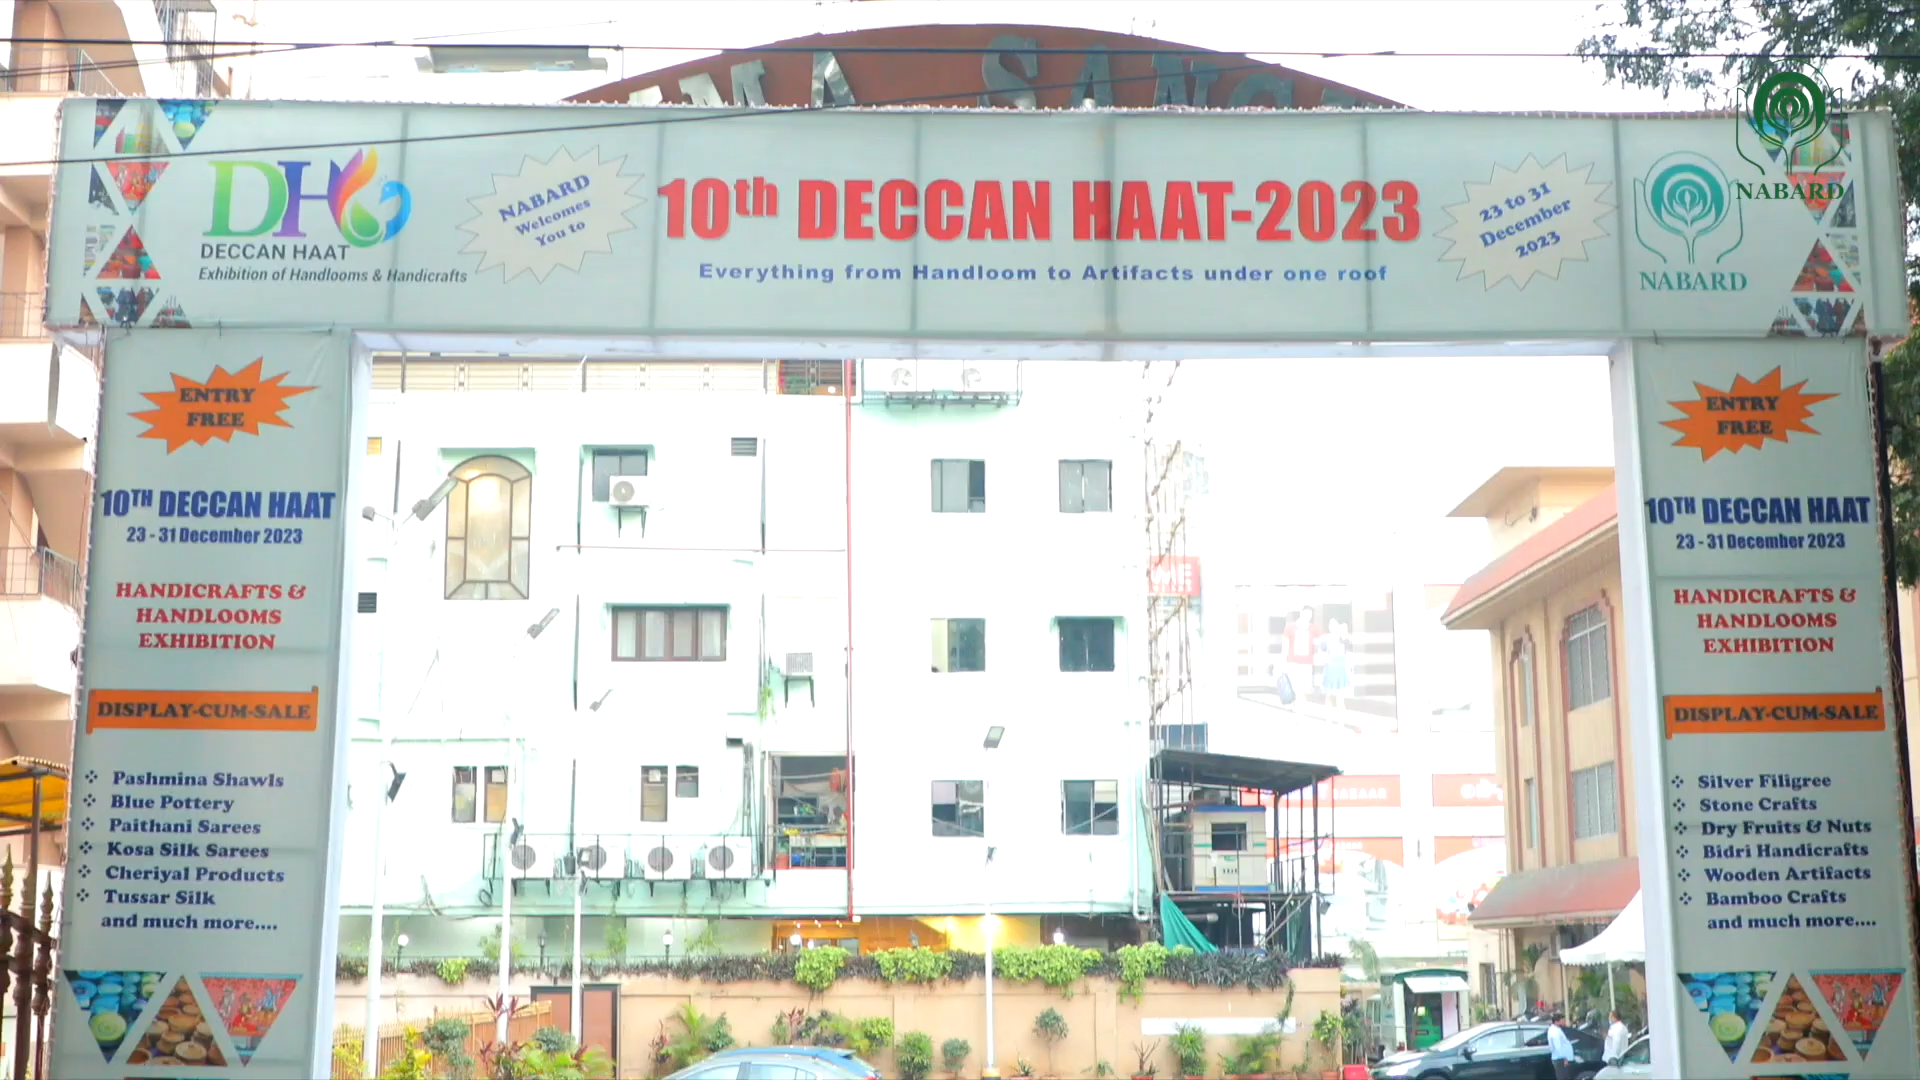 DH
DECCAN HAAT
Exhibition of Handlooms & Handicrafts
NABARD
Welcomes
You to
10th DECCAN HAAT-2023
Everything from Handloom to Artifacts under one roof
23 to 31
December
2023
NABARD
NABARD
ENTRY
FREE
10TH DECCAN HAAT
23 - 31 December 2023
HANDICRAFTS &
HANDLOOMS
EXHIBITION
DISPLAY-CUM-SALE
Pashmina Shawls
Blue Pottery
Paithani Sarees
Kosa Silk Sarees
Cheriyal Products
Tussar Silk
and much more....
ENTRY
FREE
10TH DECCAN HAAT
23 - 31 December 2023
HANDICRAFTS &
HANDLOOMS
EXHIBITION
DISPLAY-CUM-SALE
Silver Filigree
Stone Crafts
Dry Fruits & Nuts
Bidri Handicrafts
Wooden Artifacts
Bamboo Crafts
and much more....